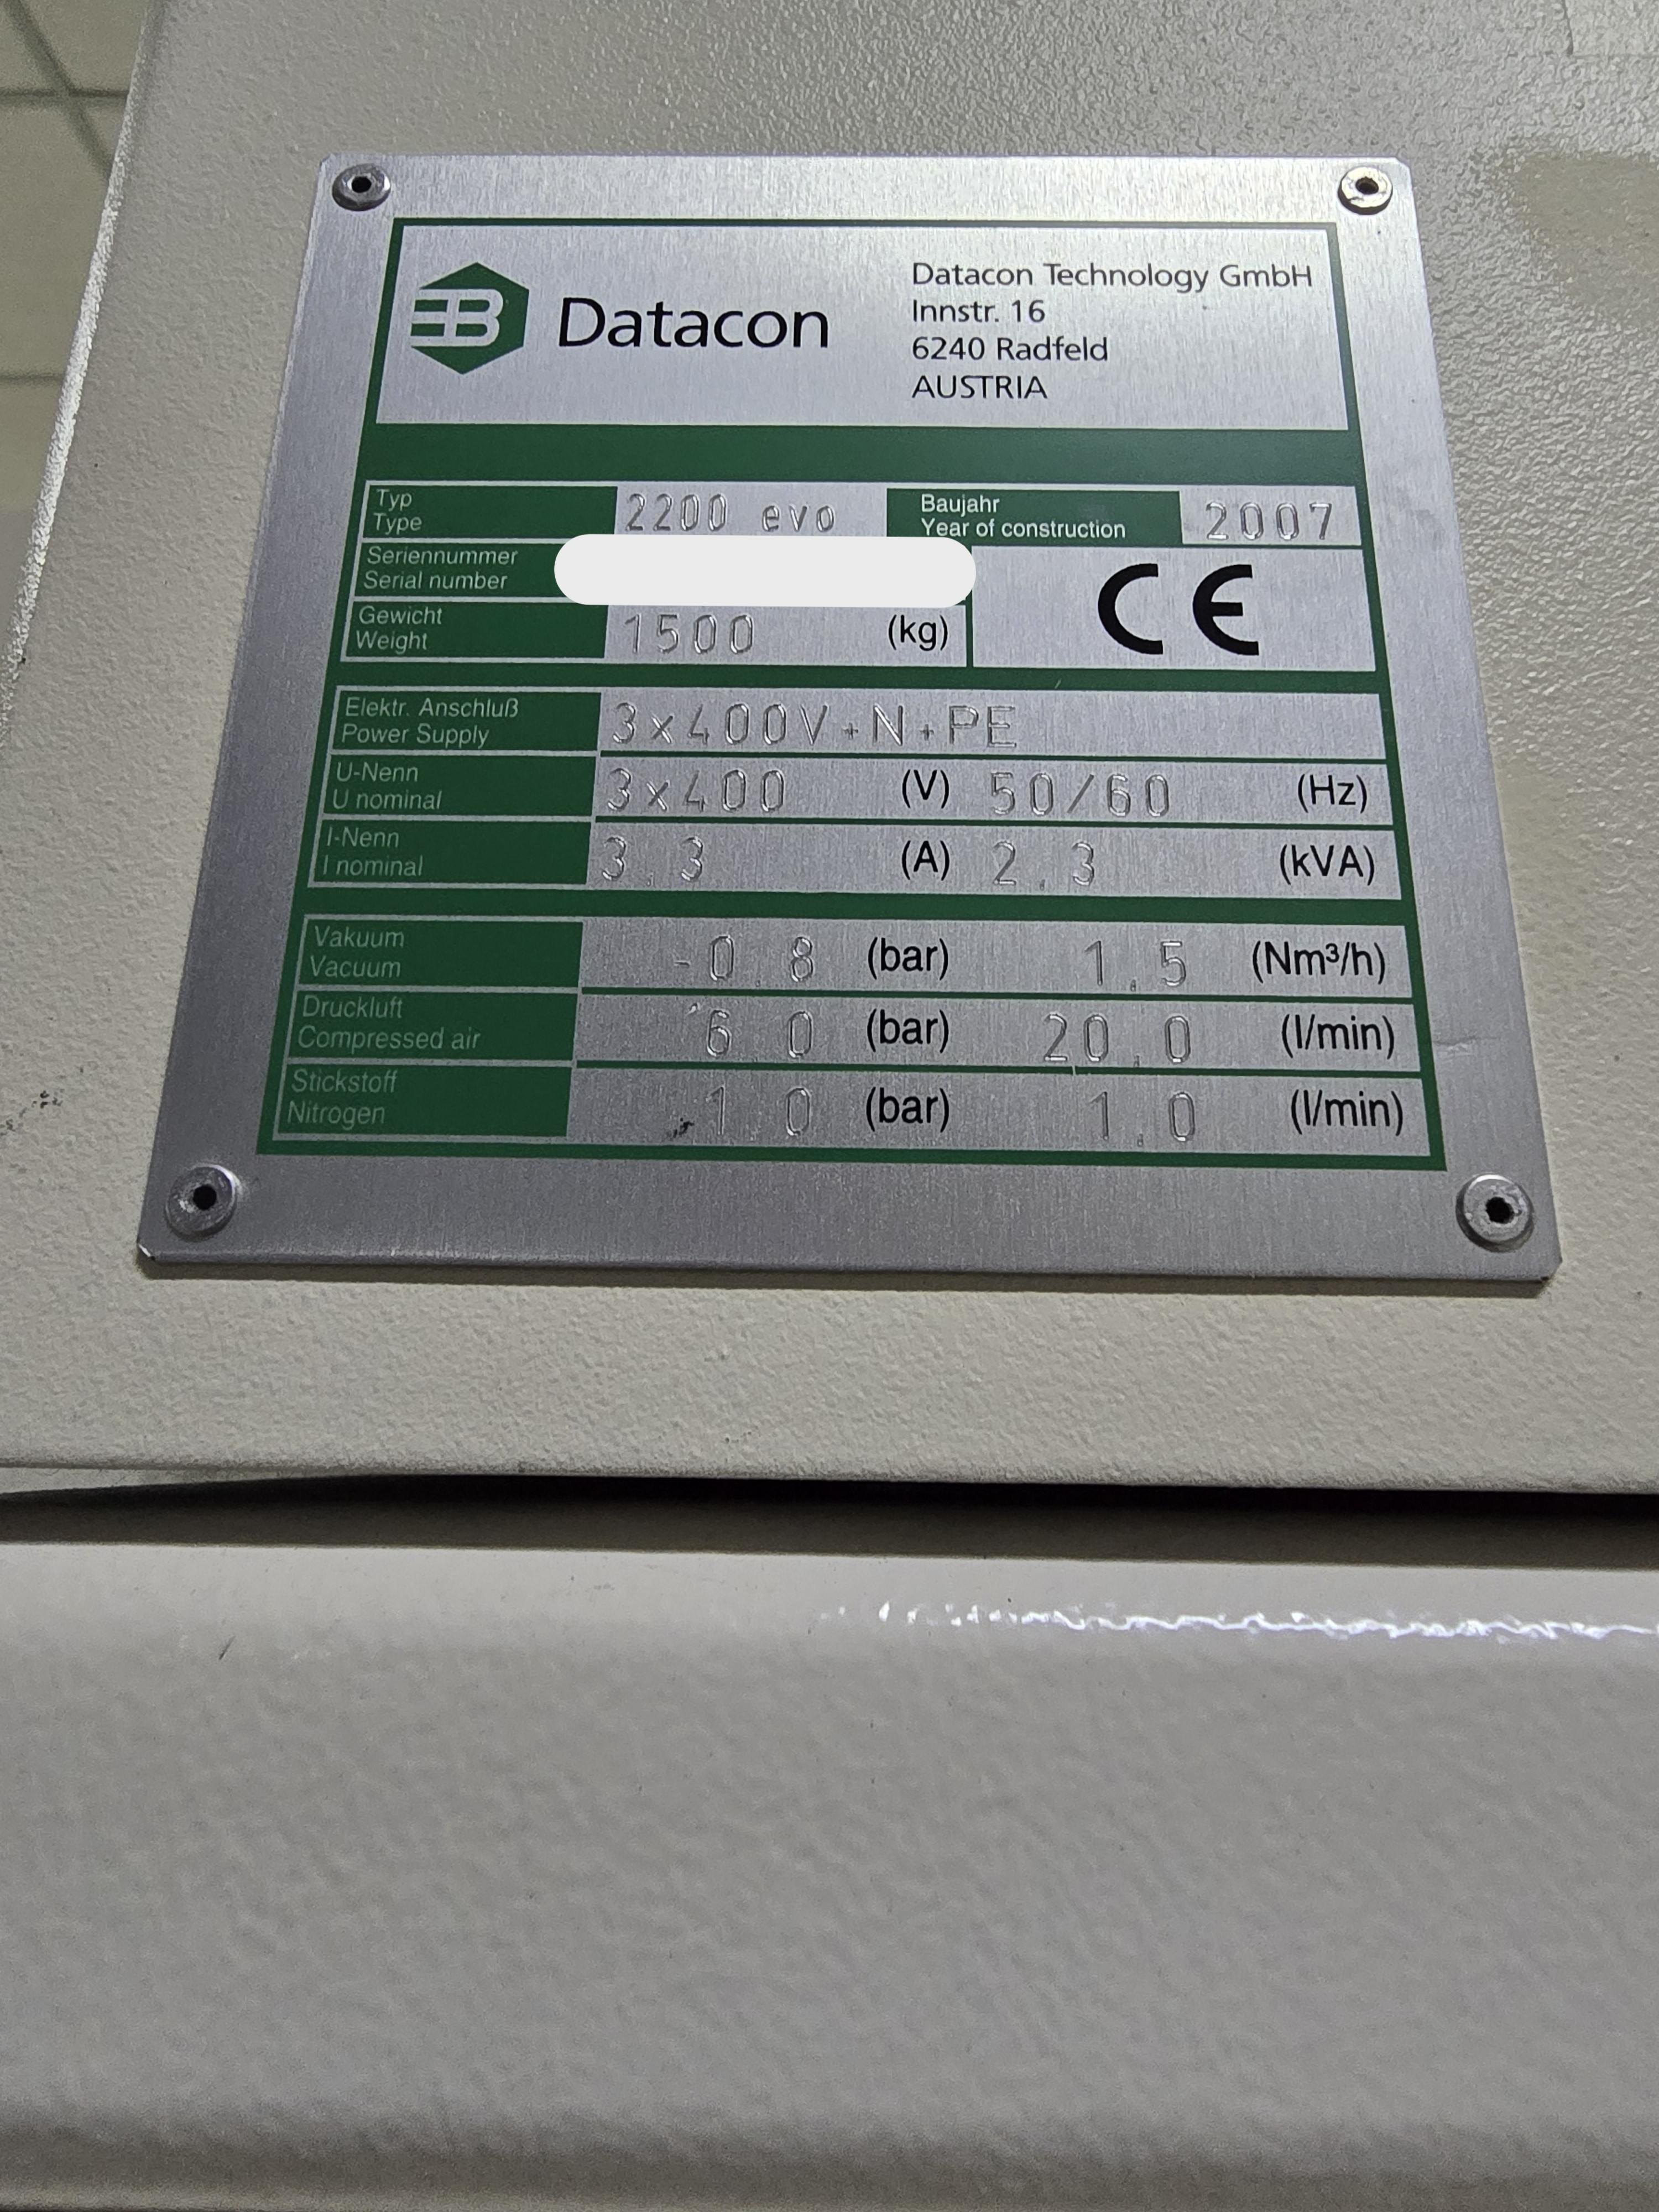 Datacon
Datacon Technology GmbH
Innstr. 16
6240 Radfeld
AUSTRIA
Typ
Type
2200 evo
Baujahr
Year of construction
2007
Seriennummer
Serial number
CE
Gewicht
Weight
1500 (kg)
Elektr. Anschluß
Power Supply
3x400V+N+PE
U-Nenn
U nominal
3x400 (V) 50/60 (Hz)
I-Nenn
I nominal
3.3 (A) 2.3 (kVA)
Vakuum
Vacuum
-0.8 (bar) 1.5 (Nm³/h)
Druckluft
Compressed air
6.0 (bar) 20.0 (l/min)
Stickstoff
Nitrogen
1.0 (bar) 1.0 (l/min)